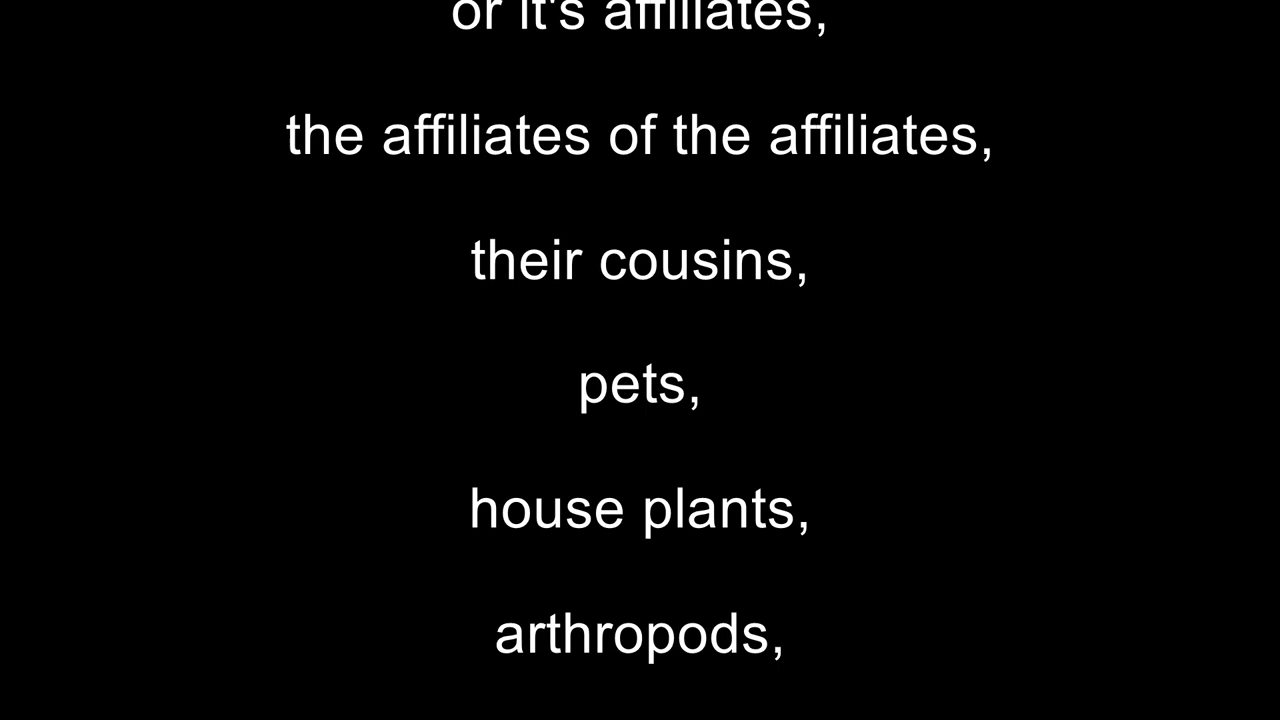 or it's affiliates,
the affiliates of the affiliates,
their cousins,
pets,
house plants,
arthropods,